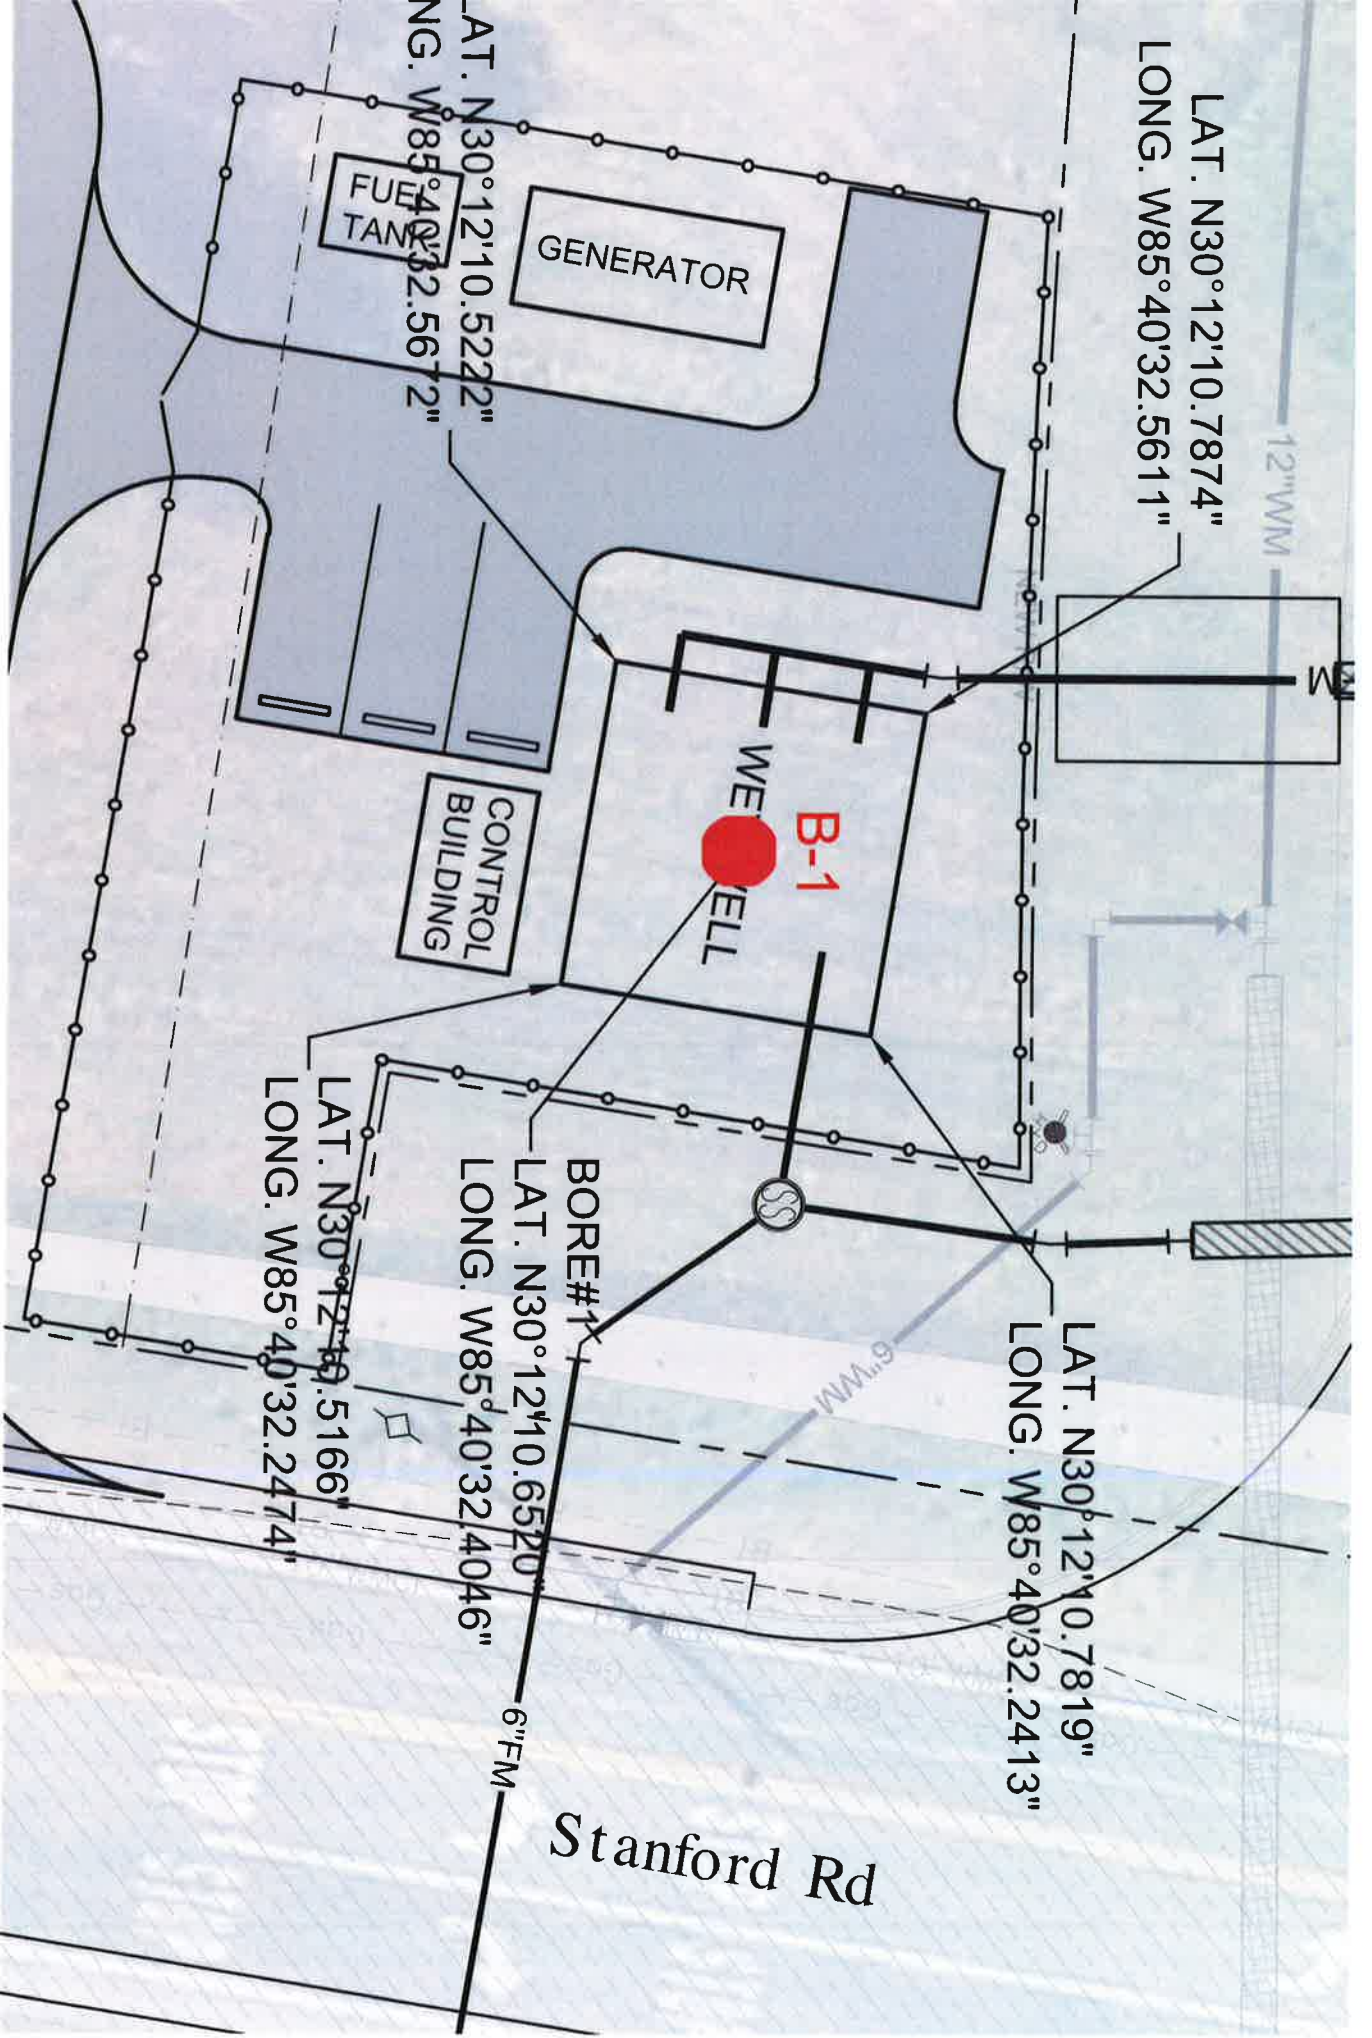 LAT. N30°12'10.7874"
LONG. W85°40'32.5611"
12"WM
LAT. N30°12'10.5222"
NG. W85°40'32.5672"
FUEL
TANK
GENERATOR
WET WELL
B-1
CONTROL
BUILDING
LAT. N30°12'10.7819"
LONG. W85°40'32.2413"
BORE#1
LAT. N30°12'10.6520"
LONG. W85°40'32.4046"
LAT. N30°12'10.5166"
LONG. W85°40'32.2474"
6"WM
6"FM
Stanford Rd